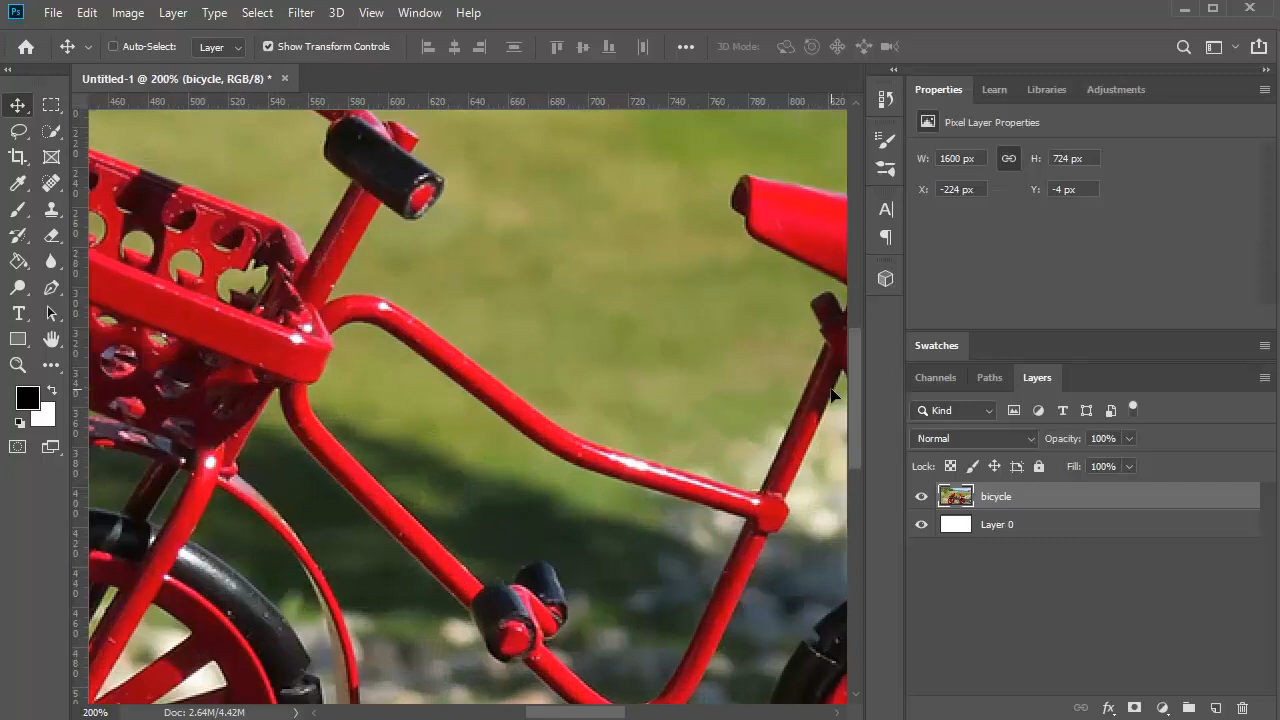 Ps File Edit Image Layer Type Select Filter 3D View Window Help
Auto-Select: Layer Show Transform Controls 3D Mode:
Untitled-1 @ 200% (bicycle, RGB/8) *
460 480 500 520 540 560 580 600 620 640 660 680 700 720 740 760 780 800 820
Properties Learn Libraries Adjustments
Pixel Layer Properties
W: 1600 px H: 724 px
X: -224 px Y: -4 px
Swatches
Channels Paths Layers
Kind
Normal Opacity: 100%
Lock: Fill: 100%
bicycle
Layer 0
200% Doc: 2.64M/4.42M